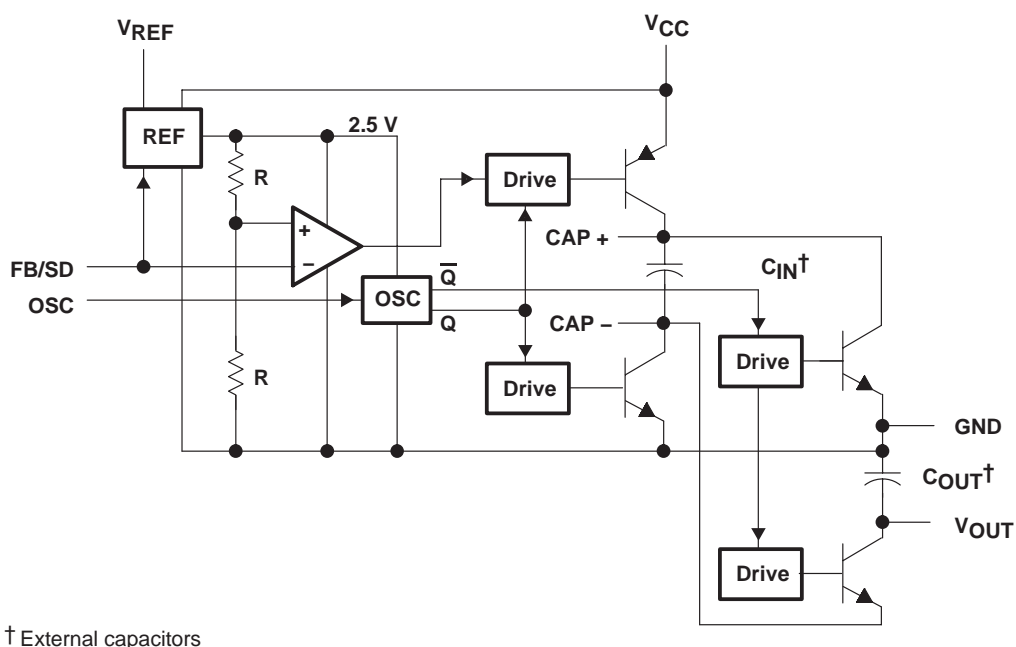 VREF
VCC
REF
2.5 V
R
Drive
+
−
CAP +
CIN†
FB/SD
OSC
OSC
Q̅
Q
CAP −
Drive
Drive
R
GND
COUT†
VOUT
Drive
† External capacitors